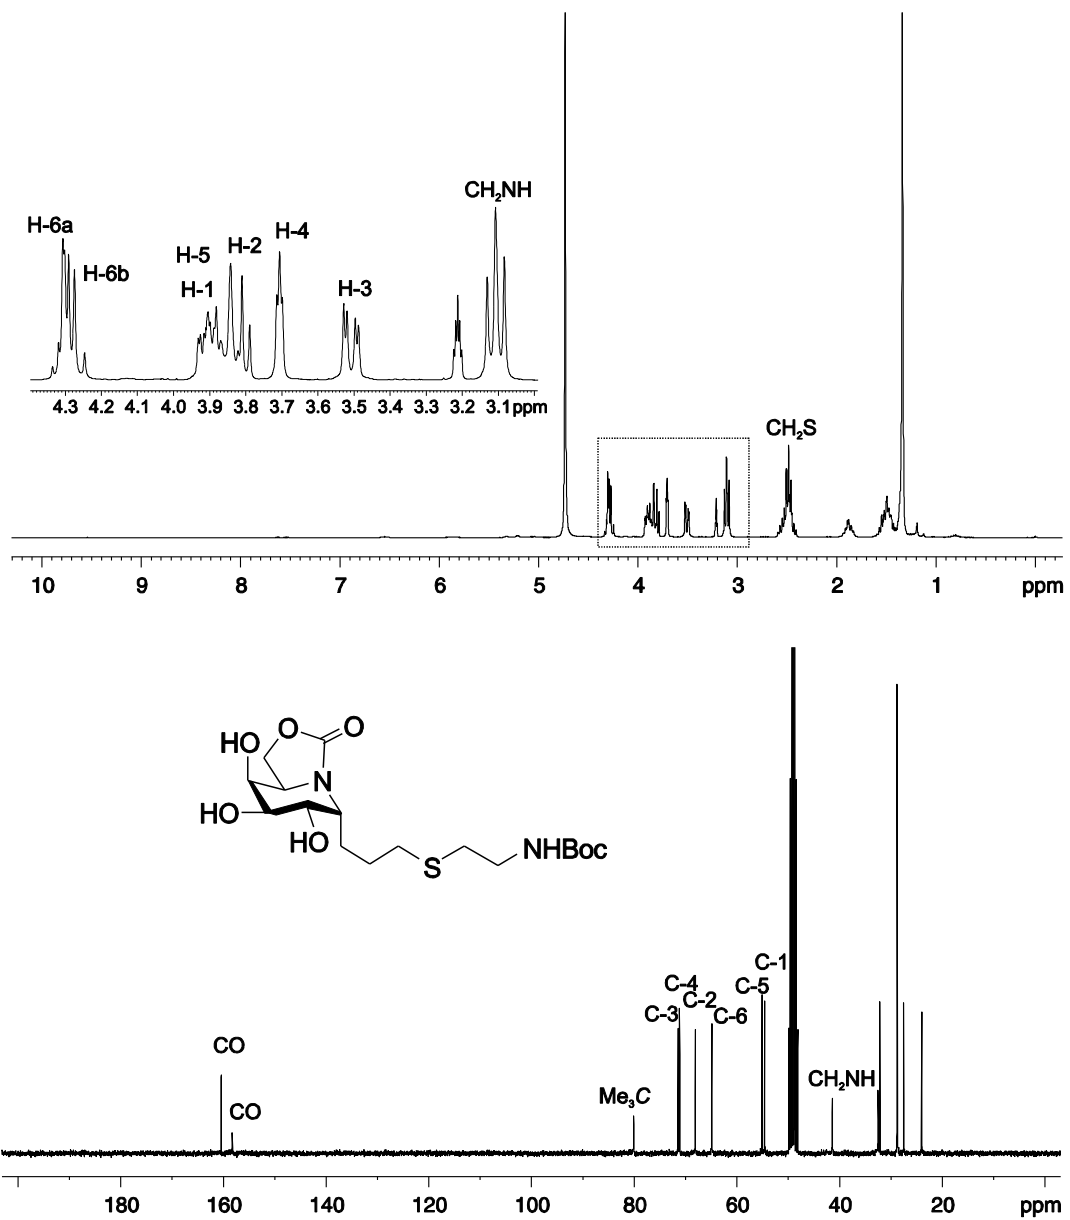 CH₂NH
H-6a
H-4
H-5
H-2
H-6b
H-1
H-3
4.3 4.2 4.1 4.0 3.9 3.8 3.7 3.6 3.5 3.4 3.3 3.2 3.1 ppm
CH₂S
10 9 8 7 6 5 4 3 2 1 ppm
HO
O
O
N
HO
HO
S
NHBoc
C-1
C-4
C-5
C-2
C-3
C-6
CO
CH₂NH
Me₃C
CO
180 160 140 120 100 80 60 40 20 ppm